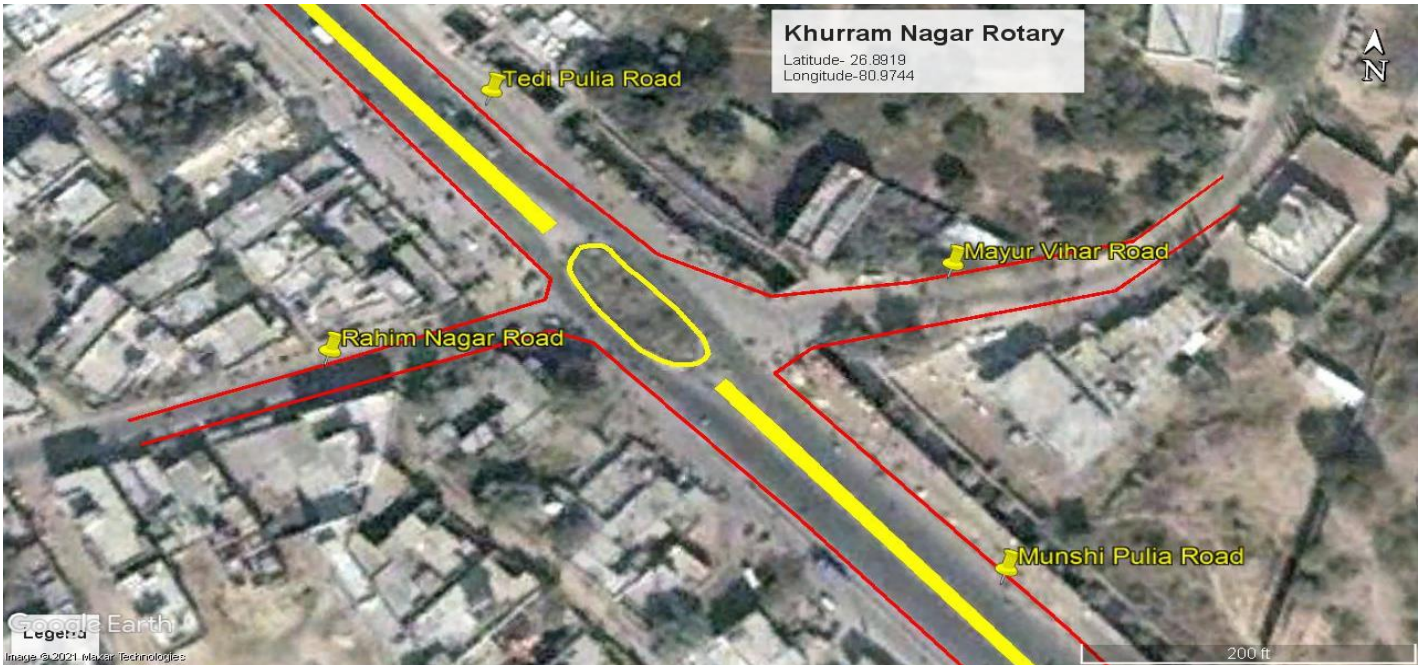 Khurram Nagar Rotary
Latitude- 26.8919
Longitude-80.9744
N
Tedi Pulia Road
Mayur Vihar Road
Rahim Nagar Road
Munshi Pulia Road
Google Earth
Legend
Image © 2021 Maxar Technologies
200 ft